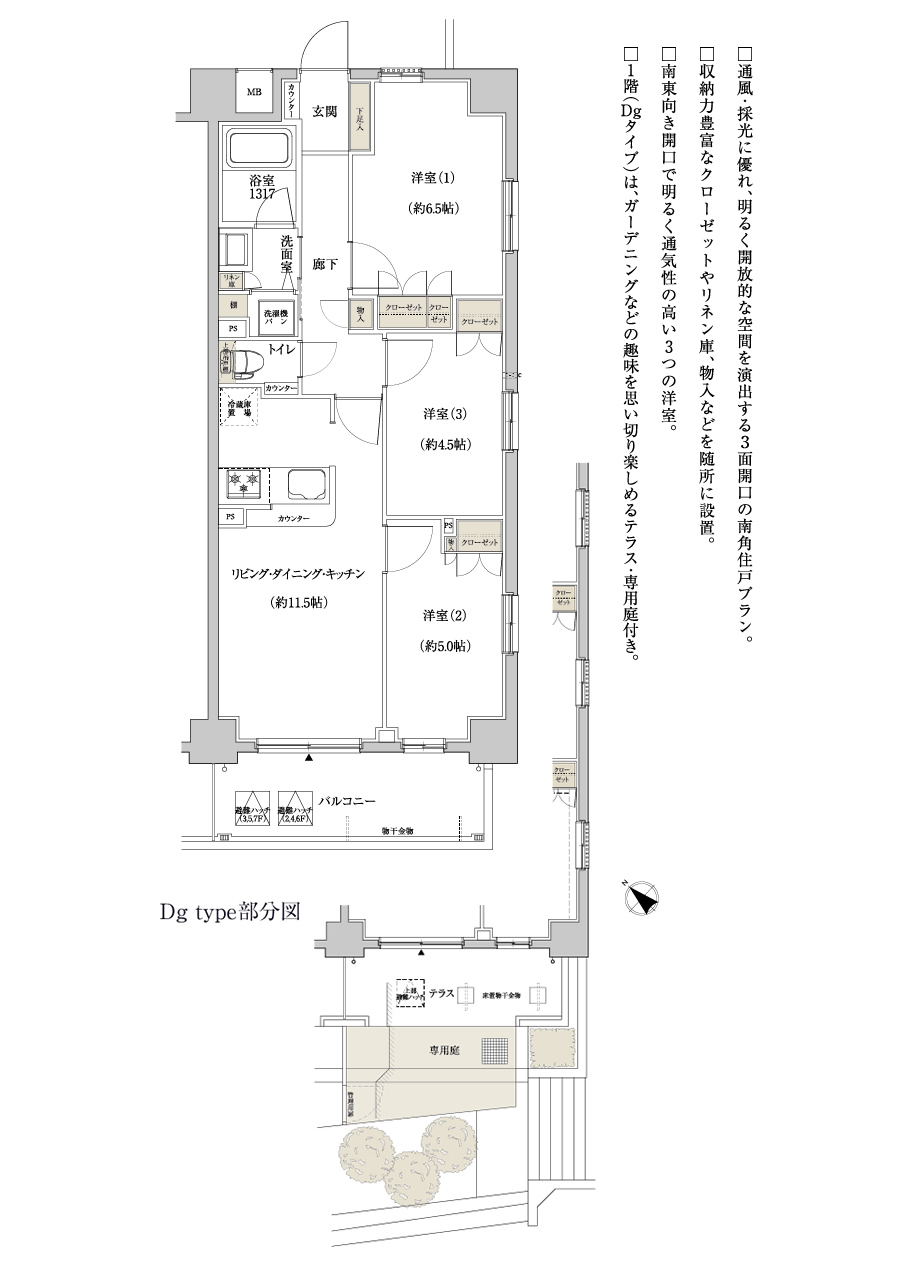 □通風・採光に優れ、明るく開放的な空間を演出する3面開口の南角住戸プラン。
□収納力豊富なクローゼットやリネン庫、物入などを随所に設置。
□南東向き開口で明るく通気性の高い3つの洋室。
□1階(Dgタイプ)は、ガーデニングなどの趣味を思い切り楽しめるテラス・専用庭付き。
MB
カウンター
玄関
下足入
浴室
1317
洋室(1)
(約6.5帖)
洗面室
廊下
リネン庫
棚
洗濯機
パン
物入
クローゼット
クローゼット
クローゼット
PS
トイレ
カウンター
冷蔵庫
置場
洋室(3)
(約4.5帖)
PS
カウンター
PS
物入
クローゼット
リビング・ダイニング・キッチン
(約11.5帖)
洋室(2)
(約5.0帖)
クローゼット
クローゼット
避難ハッチ
(3,5,7F)
避難ハッチ
(2,4,6F)
バルコニー
物干金物
N
Dg type部分図
上部
避難ハッチ
テラス
床置物干金物
専用庭